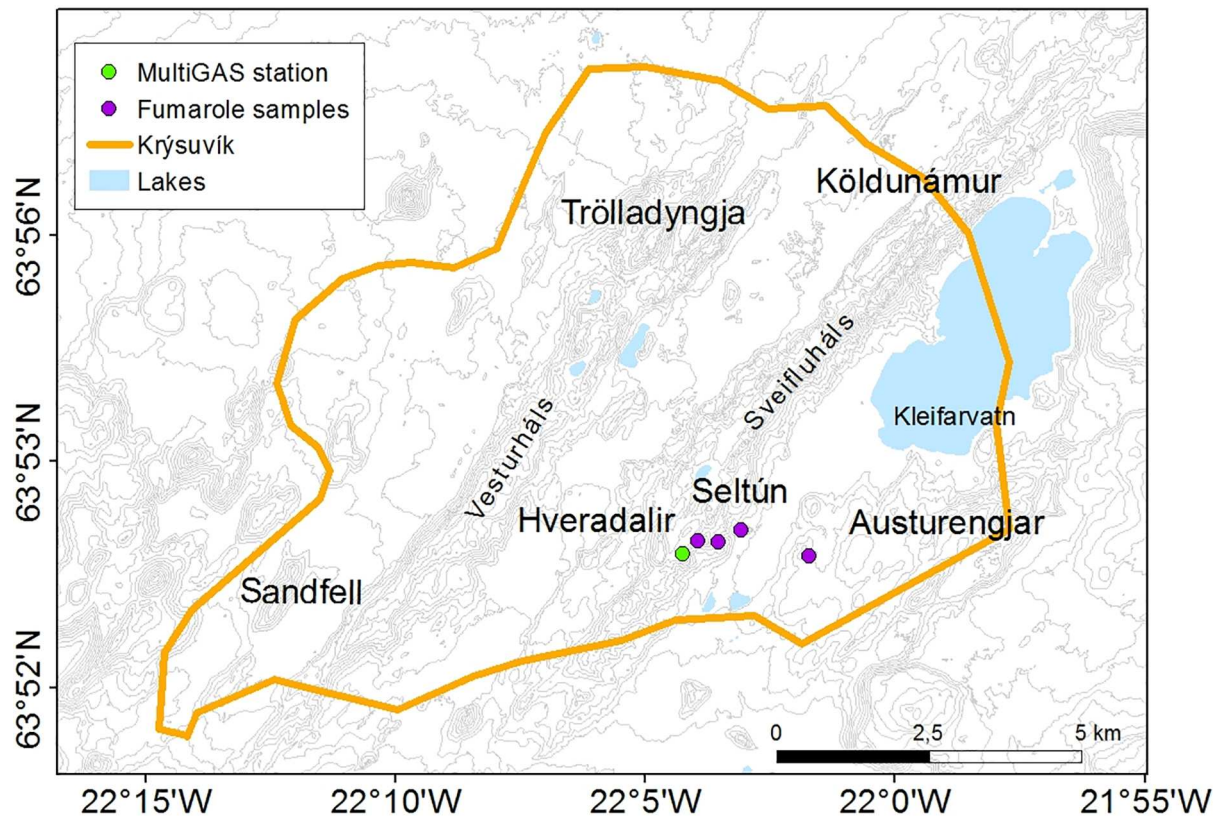 MultiGAS station
Fumarole samples
Krýsuvík
Lakes
Köldunámur
Trölladyngja
63°56'N
Sveifluháls
Kleifarvatn
Vesturháls
63°53'N
Seltún
Hveradalir
Austurengjar
Sandfell
63°52'N
0 2,5 5 km
22°15'W 22°10'W 22°5'W 22°0'W 21°55'W